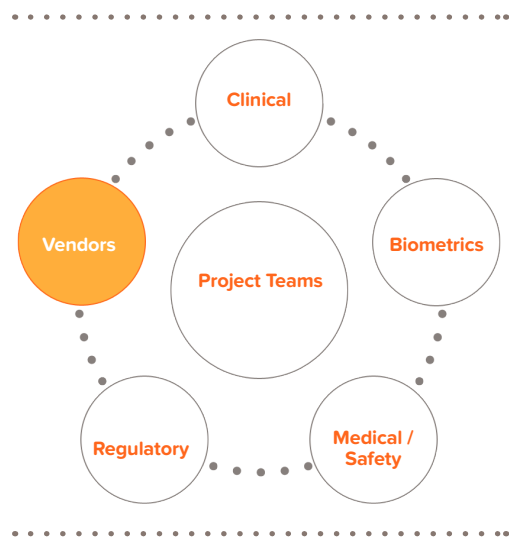 Clinical
Vendors
Biometrics
Project Teams
Regulatory
Medical /
Safety